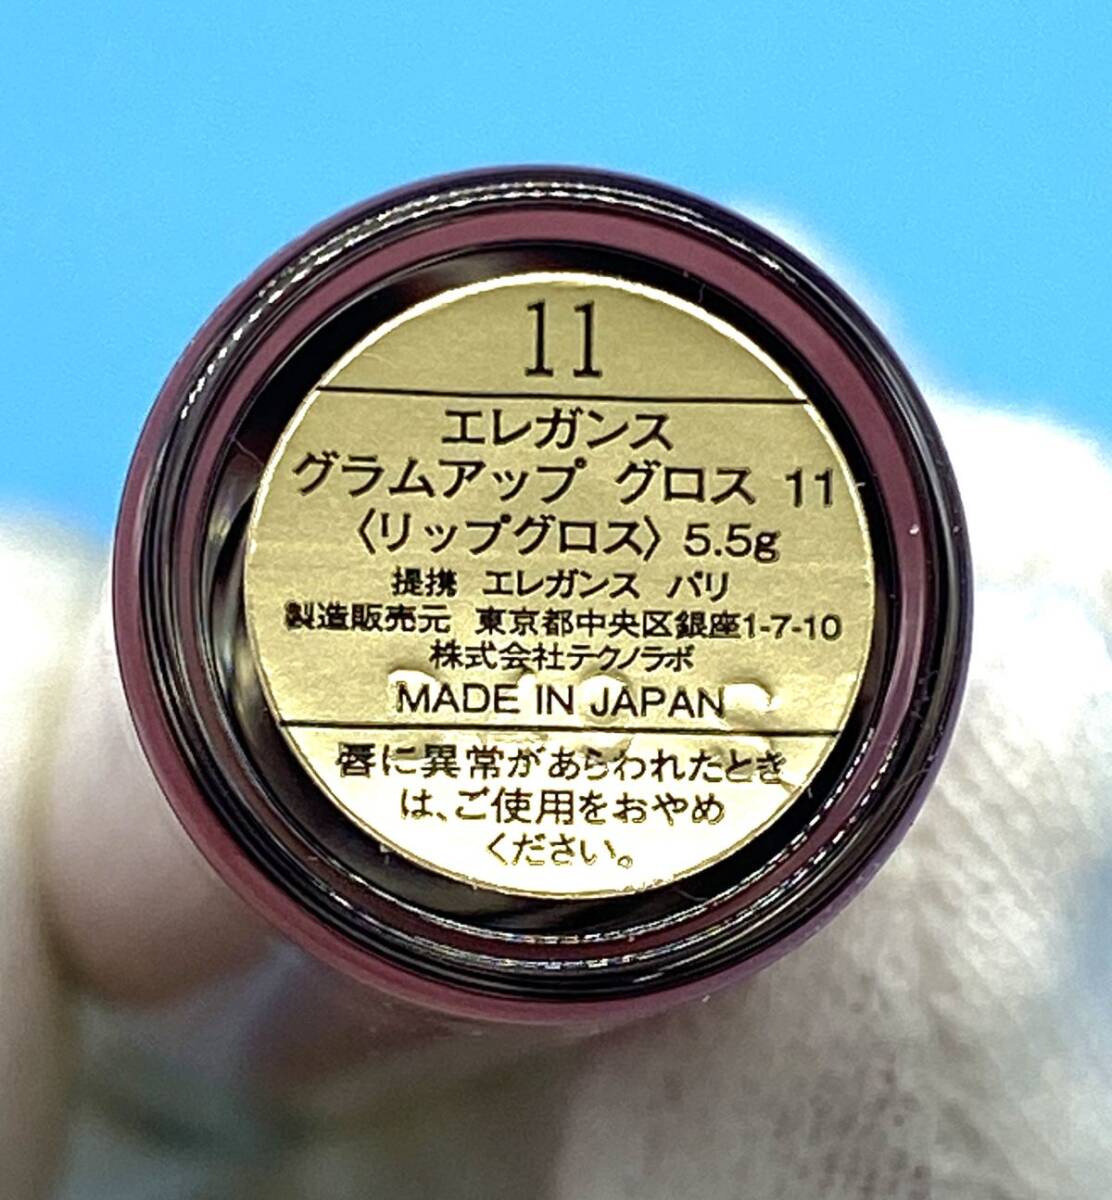 11
エレガンス
グラムアップ グロス 11
〈リップグロス〉 5.5g
提携 エレガンス パリ
製造販売元 東京都中央区銀座1-7-10
株式会社テクノラボ
MADE IN JAPAN
唇に異常があらわれたとき
は、ご使用をおやめ
ください。